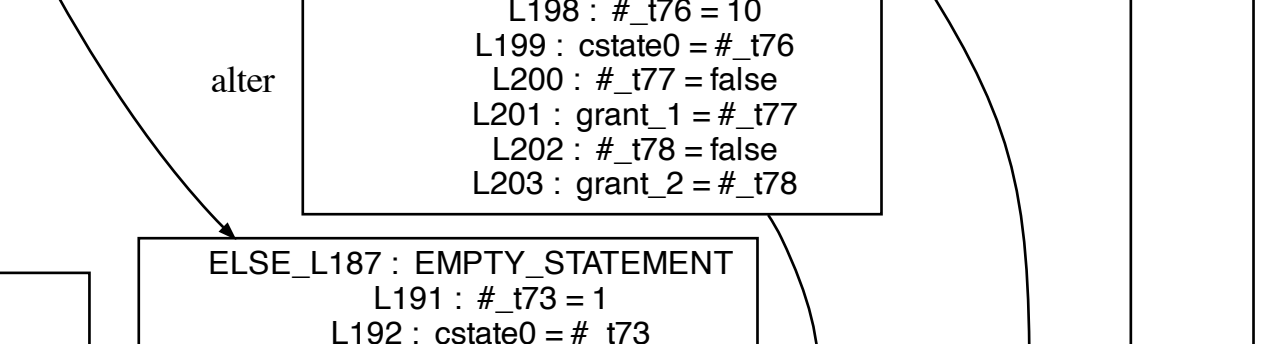 L198 : #_t76 = 10
L199 : cstate0 = #_t76
alter
L200 : #_t77 = false
L201 : grant_1 = #_t77
L202 : #_t78 = false
L203 : grant_2 = #_t78
ELSE_L187 : EMPTY_STATEMENT
L191 : #_t73 = 1
L192 : cstate0 = #_t73